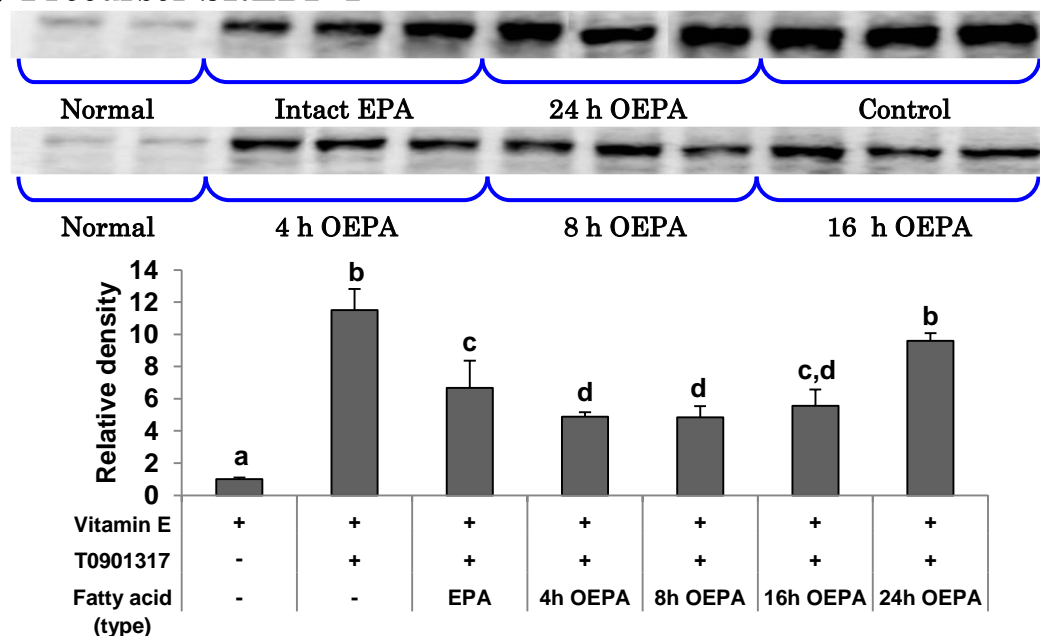 Normal Intact EPA 24 h OEPA Control
Normal 4 h OEPA 8 h OEPA 16 h OEPA
Relative density
14
12
10
8
6
4
2
0
a b c d d c,d b
Vitamin E + + + + + + +
T0901317 - + + + + + +
Fatty acid (type) - - EPA 4h OEPA 8h OEPA 16h OEPA 24h OEPA